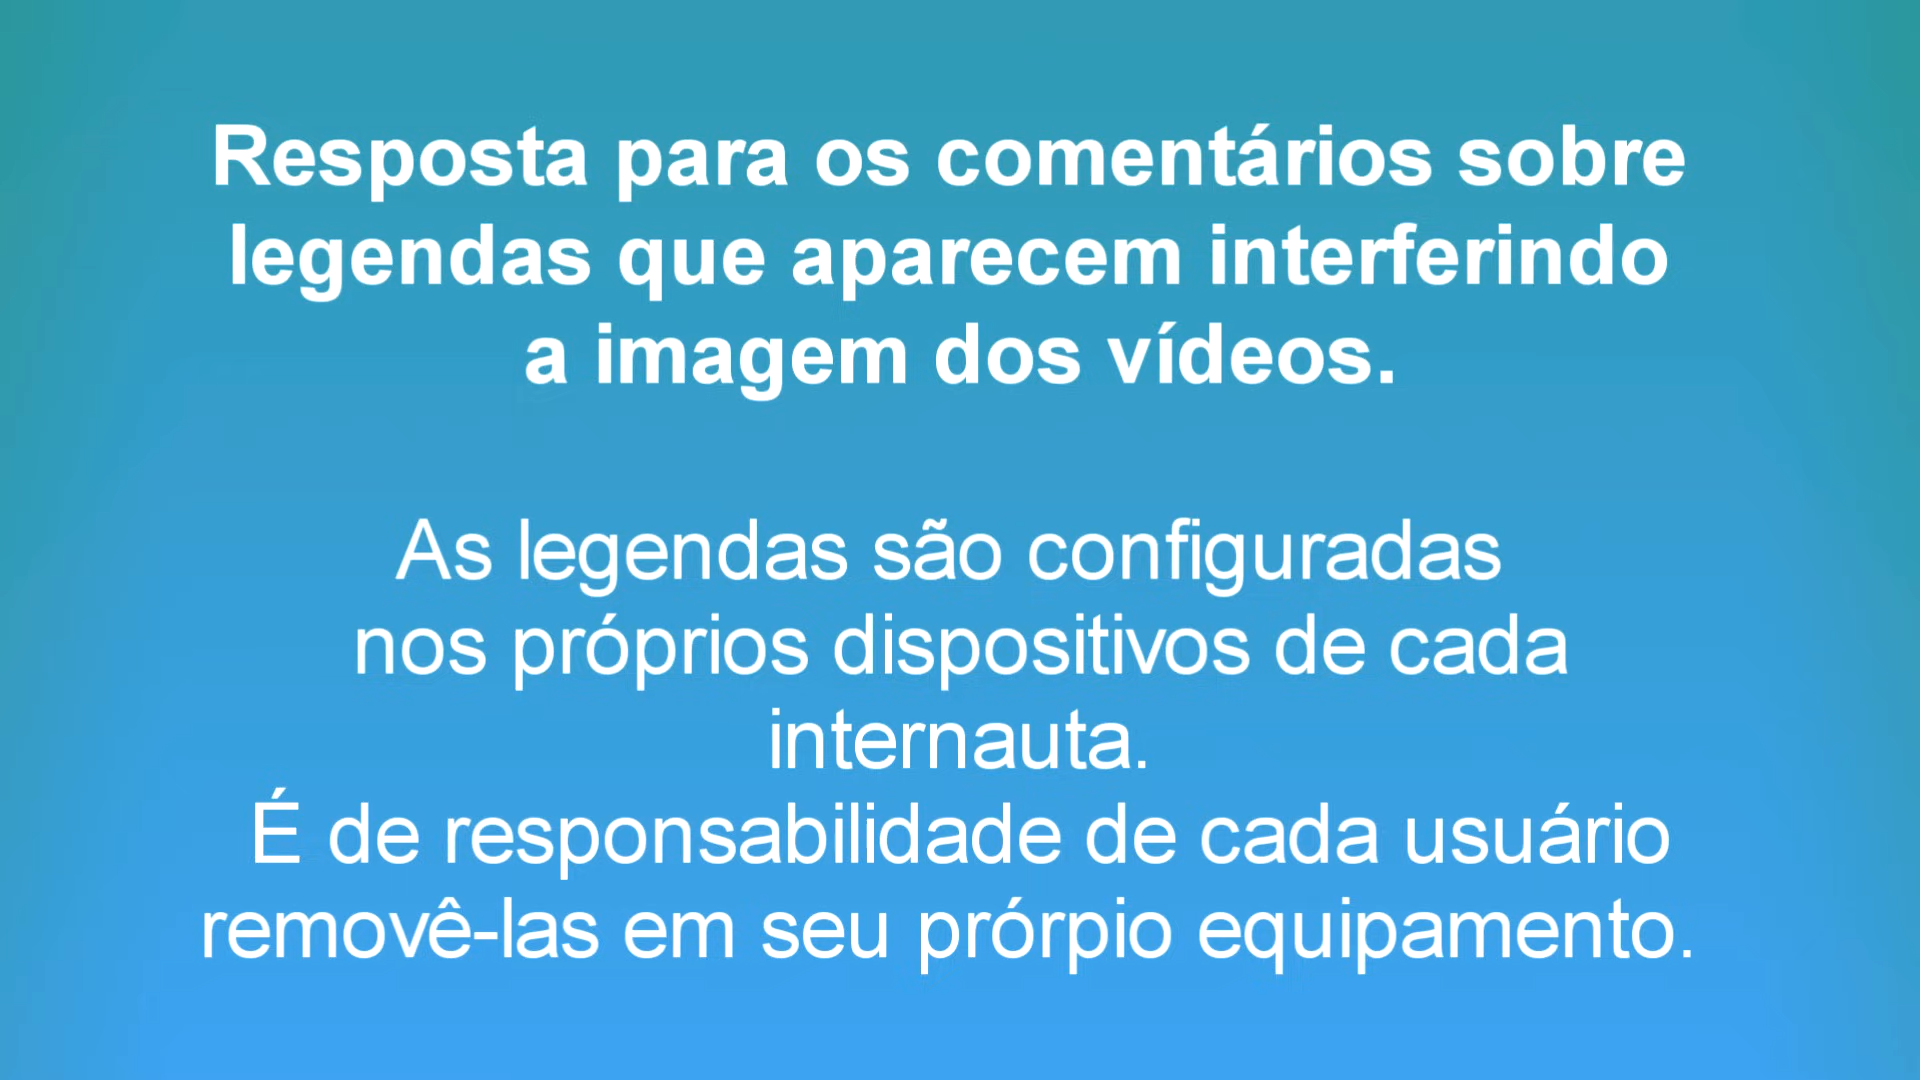 Resposta para os comentários sobre
legendas que aparecem interferindo
a imagem dos vídeos.
As legendas são configuradas
nos próprios dispositivos de cada
internauta.
É de responsabilidade de cada usuário
removê-las em seu prórpio equipamento.